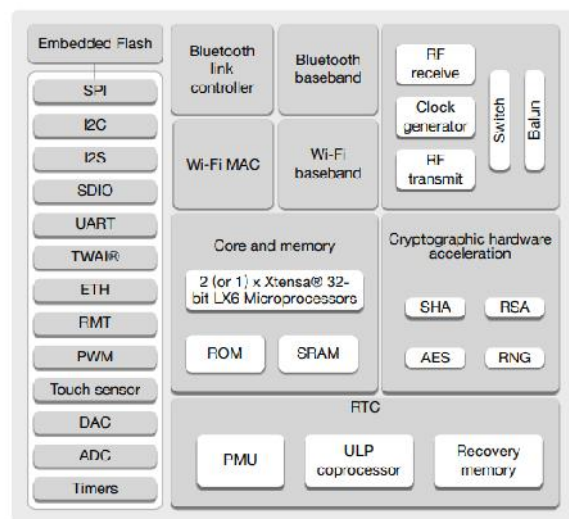 Embedded Flash
SPI
I2C
I2S
SDIO
UART
TWAI®
ETH
RMT
PWM
Touch sensor
DAC
ADC
Timers
Bluetooth
link
controller
Bluetooth
baseband
Wi-Fi MAC
Wi-Fi
baseband
RF
receive
Clock
generator
RF
transmit
Switch
Balun
Core and memory
2 (or 1) x Xtensa® 32-
bit LX6 Microprocessors
ROM
SRAM
Cryptographic hardware
acceleration
SHA
RSA
AES
RNG
RTC
PMU
ULP
coprocessor
Recovery
memory